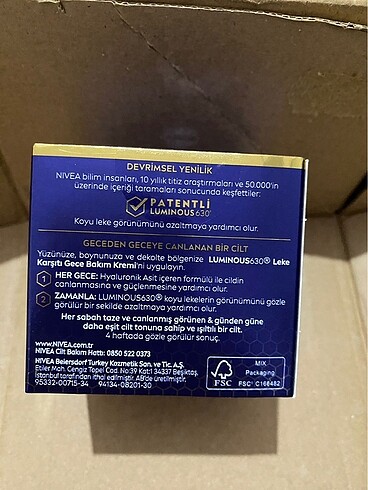 DEVRİMSEL YENİLİK
NIVEA bilim insanları, 10 yıllık titiz araştırmaları ve 50.000'in
üzerinde içeriği taramaları sonucunda keşfettiler:
PATENTLİ
LUMINOUS630®
Koyu leke görünümünü azaltmaya yardımcı olur.
GECEDEN GECEYE CANLANAN BİR CİLT
Yüzünüze, boynunuza ve dekolte bölgenize LUMINOUS630® Leke
Karşıtı Gece Bakım Kremi'ni uygulayın.
1 HER GECE: Hyaluronik Asit içeren formülü ile cildin
canlanmasına ve güçlenmesine yardımcı olur.
2 ZAMANLA: LUMINOUS630® koyu lekelerin görünümünü gözle
görülür bir şekilde azaltmaya yardımcı olur.
Her sabah taze ve canlanmış görünen & günden güne
daha eşit cilt tonuna sahip ve ışıltılı bir cilt.
4 haftada gözle görülür sonuç.
www.NIVEA.com.tr
NIVEA Cilt Bakım Hattı: 0850 522 0373
NIVEA Beiersdorf Turkey Kozmetik San. ve Tic. A.Ş.
Etiler Mah. Cengiz Topel Cad. No:39 Kat:1 34337 Beşiktaş,
İstanbul tarafından ithal edilmiştir. AB'de üretilmiştir.
95332-00715-34 94134-08201-30
FSC
MIX
Packaging
FSC® C166482